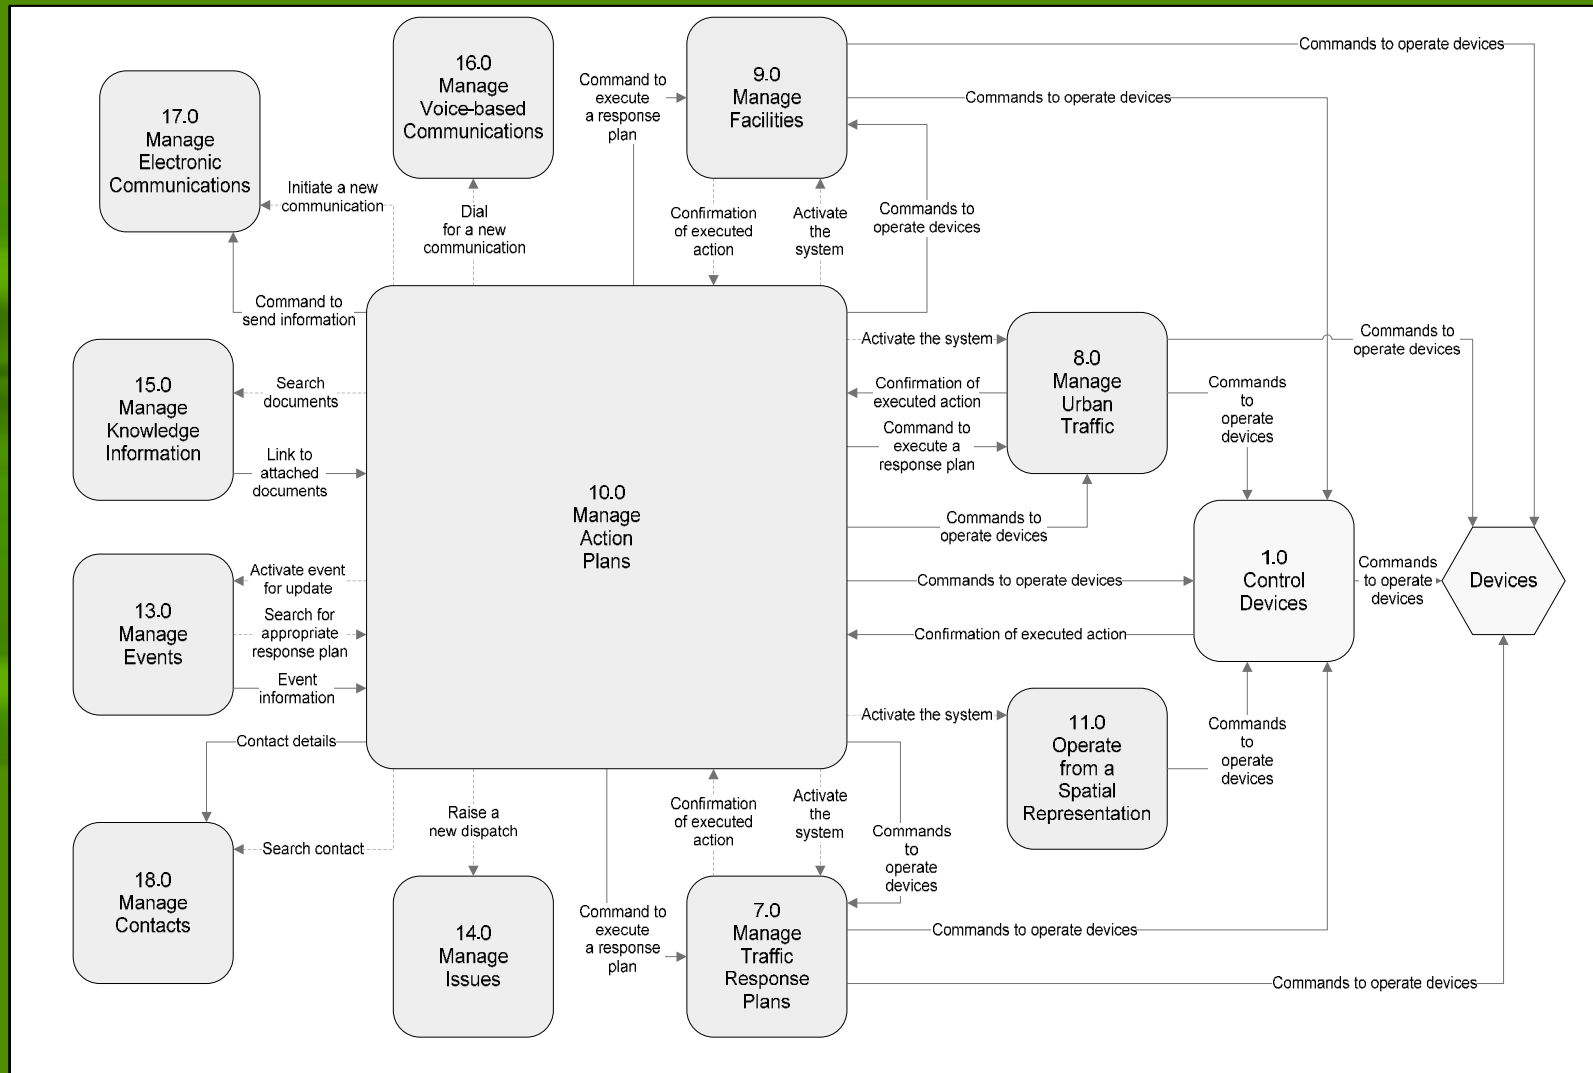 17.0
Manage
Electronic
Communications
16.0
Manage
Voice-based
Communications
Command to
execute
a response
plan
9.0
Manage
Facilities
Commands to operate devices
Commands to operate devices
Initiate a new
communication
Dial
for a new
communication
Confirmation
of executed
action
Activate
the
system
Commands to
operate devices
Command to
send information
Activate the system
8.0
Manage
Urban
Traffic
Commands to
operate devices
15.0
Manage
Knowledge
Information
Search
documents
Confirmation of
executed action
Commands
to
operate
devices
Link to
attached
documents
Command to
execute a
response plan
10.0
Manage
Action
Plans
Commands to
operate devices
13.0
Manage
Events
Activate event
for update
Search for
appropriate
response plan
Event
information
Commands to operate devices
1.0
Control
Devices
Commands
to operate
devices
Devices
Confirmation of executed action
Contact details
Activate the system
11.0
Operate
from a
Spatial
Representation
Commands
to
operate
devices
18.0
Manage
Contacts
Search contact
Raise a
new dispatch
Confirmation
of executed
action
Activate
the
system
Commands
to
operate
devices
14.0
Manage
Issues
Command to
execute
a response
plan
7.0
Manage
Traffic
Response
Plans
Commands to operate devices
Commands to operate devices